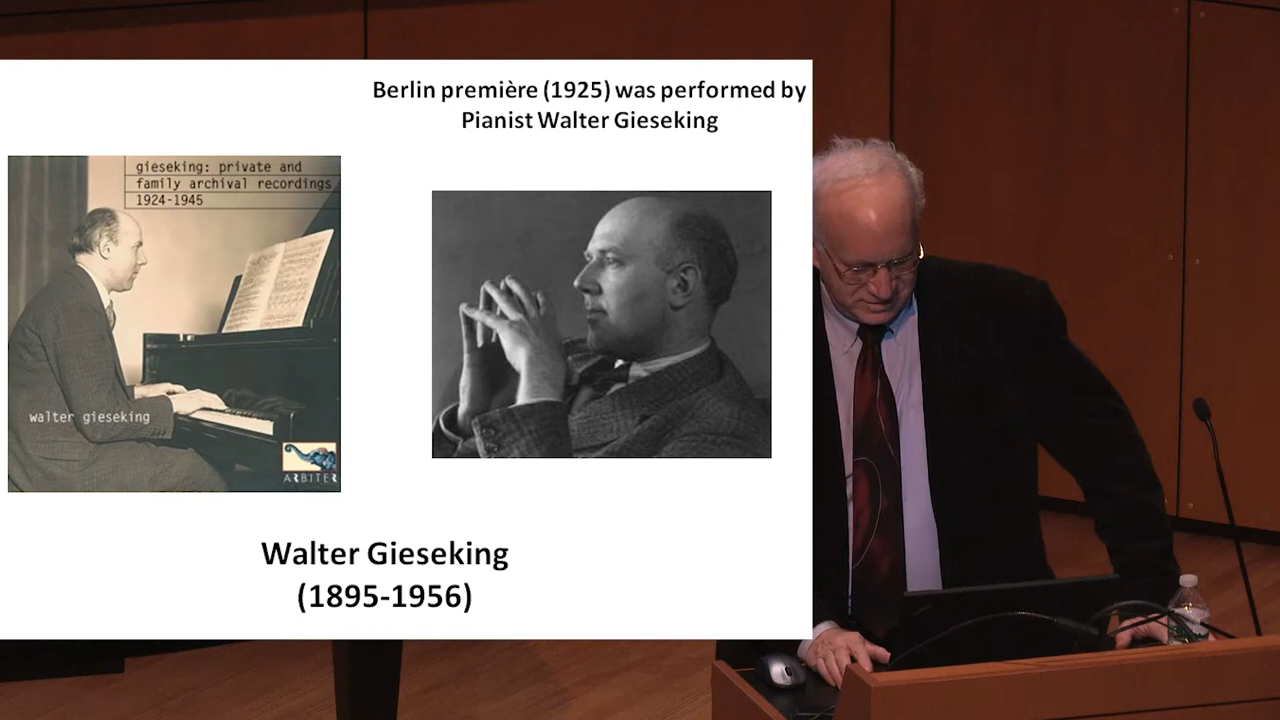 Berlin première (1925) was performed by
Pianist Walter Gieseking
gieseking: private and
family archival recordings
1924-1945
walter gieseking
ARBITER
Walter Gieseking
(1895-1956)